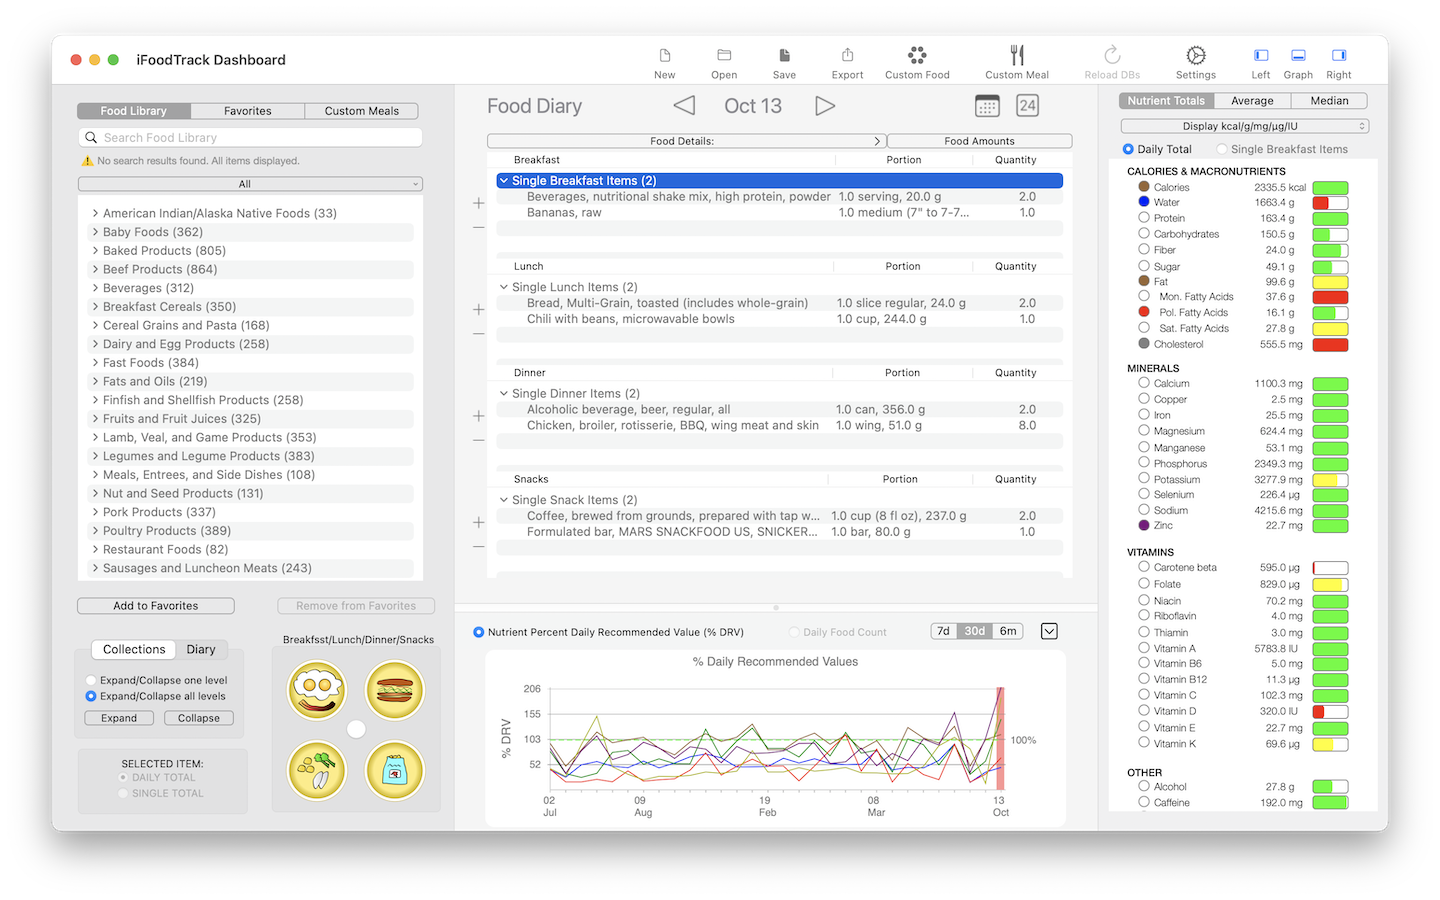 iFoodTrack Dashboard
New Open Save Export Custom Food Custom Meal Reload DBs Settings Left Graph Right
Food Library Favorites Custom Meals
Search Food Library
No search results found. All items displayed.
All
American Indian/Alaska Native Foods (33)
Baby Foods (362)
Baked Products (805)
Beef Products (864)
Beverages (312)
Breakfast Cereals (350)
Cereal Grains and Pasta (168)
Dairy and Egg Products (258)
Fast Foods (384)
Fats and Oils (219)
Finfish and Shellfish Products (258)
Fruits and Fruit Juices (325)
Lamb, Veal, and Game Products (353)
Legumes and Legume Products (383)
Meals, Entrees, and Side Dishes (108)
Nut and Seed Products (131)
Pork Products (337)
Poultry Products (389)
Restaurant Foods (82)
Sausages and Luncheon Meats (243)
Add to Favorites Remove from Favorites
Collections Diary
Expand/Collapse one level
Expand/Collapse all levels
Expand Collapse
SELECTED ITEM:
DAILY TOTAL
SINGLE TOTAL
Breakfsst/Lunch/Dinner/Snacks
Food Diary Oct 13 24
Food Details: > Food Amounts
Breakfast Portion Quantity
Single Breakfast Items (2)
Beverages, nutritional shake mix, high protein, powder 1.0 serving, 20.0 g 2.0
Bananas, raw 1.0 medium (7" to 7-7... 1.0
Lunch Portion Quantity
Single Lunch Items (2)
Bread, Multi-Grain, toasted (includes whole-grain) 1.0 slice regular, 24.0 g 2.0
Chili with beans, microwavable bowls 1.0 cup, 244.0 g 1.0
Dinner Portion Quantity
Single Dinner Items (2)
Alcoholic beverage, beer, regular, all 1.0 can, 356.0 g 2.0
Chicken, broiler, rotisserie, BBQ, wing meat and skin 1.0 wing, 51.0 g 8.0
Snacks Portion Quantity
Single Snack Items (2)
Coffee, brewed from grounds, prepared with tap w... 1.0 cup (8 fl oz), 237.0 g 2.0
Formulated bar, MARS SNACKFOOD US, SNICKER... 1.0 bar, 80.0 g 1.0
Nutrient Percent Daily Recommended Value (% DRV) Daily Food Count 7d 30d 6m
% Daily Recommended Values
% DRV
206
155
103
52
100%
02 09 19 08 13
Jul Aug Feb Mar Oct
Nutrient Totals Average Median
Display kcal/g/mg/µg/IU
Daily Total Single Breakfast Items
CALORIES & MACRONUTRIENTS
Calories 2335.5 kcal
Water 1663.4 g
Protein 163.4 g
Carbohydrates 150.5 g
Fiber 24.0 g
Sugar 49.1 g
Fat 99.6 g
Mon. Fatty Acids 37.6 g
Pol. Fatty Acids 16.1 g
Sat. Fatty Acids 27.8 g
Cholesterol 555.5 mg
MINERALS
Calcium 1100.3 mg
Copper 2.5 mg
Iron 25.5 mg
Magnesium 624.4 mg
Manganese 53.1 mg
Phosphorus 2349.3 mg
Potassium 3277.9 mg
Selenium 226.4 µg
Sodium 4215.6 mg
Zinc 22.7 mg
VITAMINS
Carotene beta 595.0 µg
Folate 829.0 µg
Niacin 70.2 mg
Riboflavin 4.0 mg
Thiamin 3.0 mg
Vitamin A 5783.8 IU
Vitamin B6 5.0 mg
Vitamin B12 11.3 µg
Vitamin C 102.3 mg
Vitamin D 320.0 IU
Vitamin E 22.7 mg
Vitamin K 69.6 µg
OTHER
Alcohol 27.8 g
Caffeine 192.0 mg